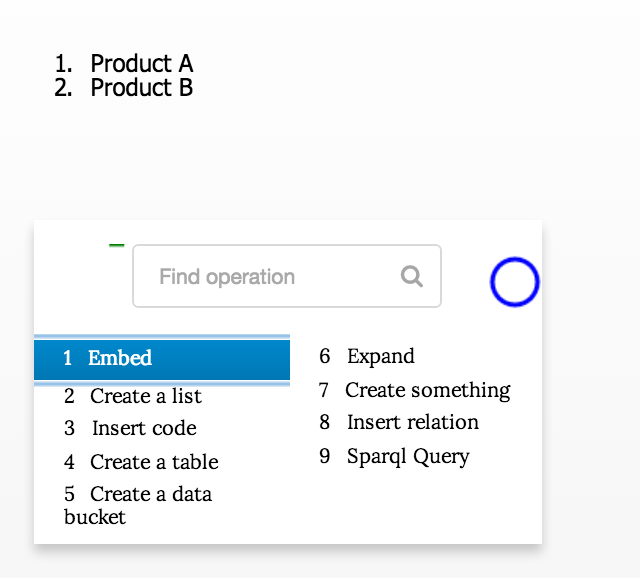 1. Product A
2. Product B
Find operation
1 Embed
2 Create a list
3 Insert code
4 Create a table
5 Create a data
bucket
6 Expand
7 Create something
8 Insert relation
9 Sparql Query